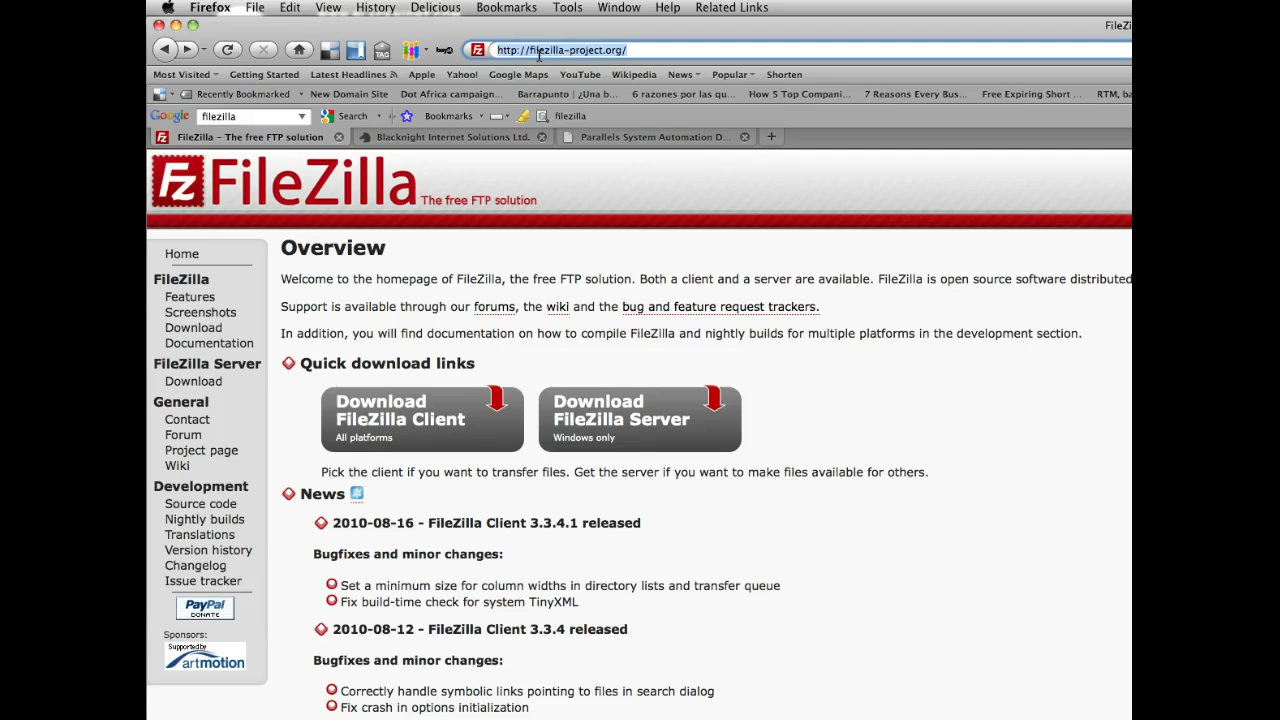 Firefox File Edit View History Delicious Bookmarks Tools Window Help Related Links
FileZi
TAG http://filezilla-project.org/
Most Visited Getting Started Latest Headlines Apple Yahoo! Google Maps YouTube Wikipedia News Popular Shorten
Recently Bookmarked New Domain Site Dot Africa campaign... Barrapunto | ¿Una b... 6 razones por las qu... How 5 Top Compani... 7 Reasons Every Bus... Free Expiring Short ... RTM, ba
Google filezilla Search Bookmarks filezilla
FileZilla - The free FTP solution Blacknight Internet Solutions Ltd. Parallels System Automation D... +
Fz FileZilla The free FTP solution
Home
FileZilla
Features
Screenshots
Download
Documentation
FileZilla Server
Download
General
Contact
Forum
Project page
Wiki
Development
Source code
Nightly builds
Translations
Version history
Changelog
Issue tracker
PayPal
DONATE
Sponsors:
Supported by
artmotion
Overview
Welcome to the homepage of FileZilla, the free FTP solution. Both a client and a server are available. FileZilla is open source software distributed
Support is available through our forums, the wiki and the bug and feature request trackers.
In addition, you will find documentation on how to compile FileZilla and nightly builds for multiple platforms in the development section.
Quick download links
Download
FileZilla Client
All platforms
Download
FileZilla Server
Windows only
Pick the client if you want to transfer files. Get the server if you want to make files available for others.
News
2010-08-16 - FileZilla Client 3.3.4.1 released
Bugfixes and minor changes:
Set a minimum size for column widths in directory lists and transfer queue
Fix build-time check for system TinyXML
2010-08-12 - FileZilla Client 3.3.4 released
Bugfixes and minor changes:
Correctly handle symbolic links pointing to files in search dialog
Fix crash in options initialization